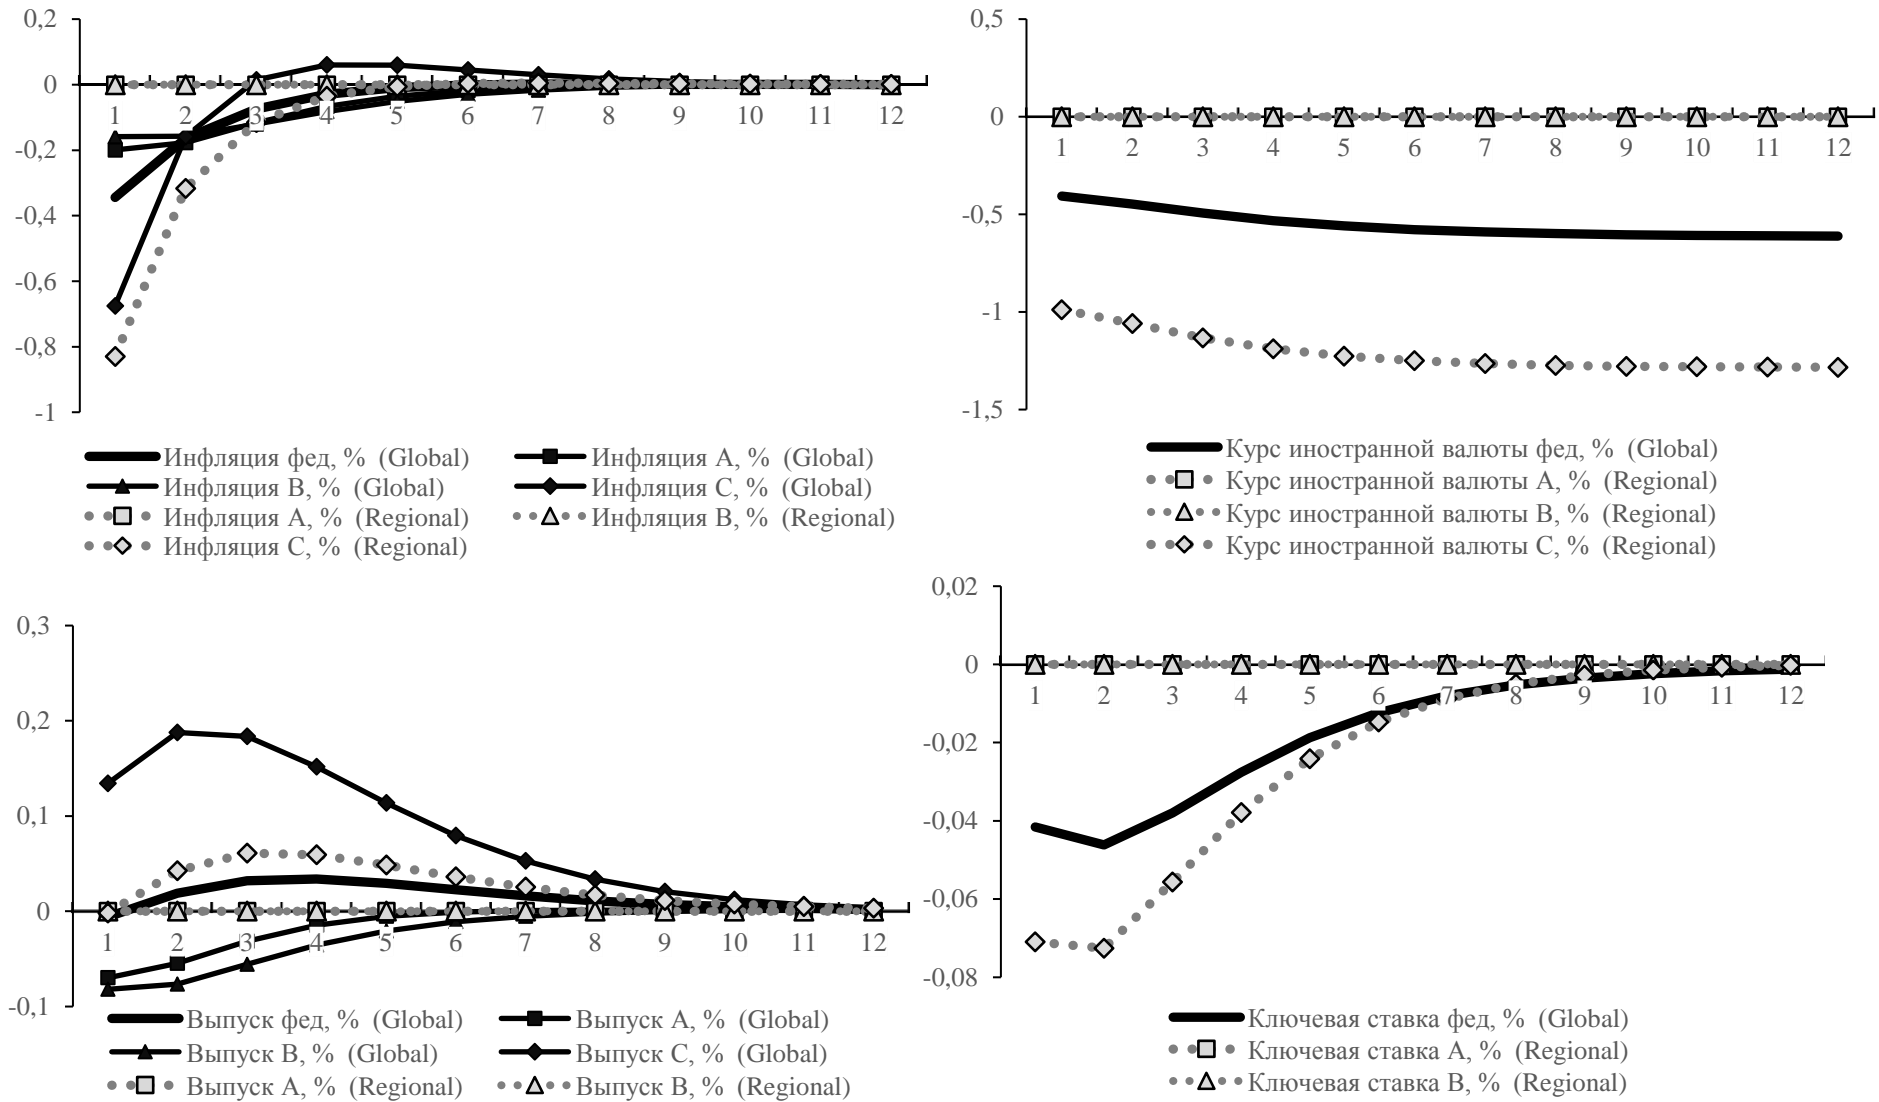 0,2
0
-0,2
-0,4
-0,6
-0,8
-1
1 2 3 4 5 6 7 8 9 10 11 12
Инфляция фед, % (Global)
Инфляция A, % (Global)
Инфляция B, % (Global)
Инфляция C, % (Global)
Инфляция A, % (Regional)
Инфляция B, % (Regional)
Инфляция C, % (Regional)
0,5
0
-0,5
-1
-1,5
1 2 3 4 5 6 7 8 9 10 11 12
Курс иностранной валюты фед, % (Global)
Курс иностранной валюты A, % (Regional)
Курс иностранной валюты B, % (Regional)
Курс иностранной валюты C, % (Regional)
0,3
0,2
0,1
0
-0,1
1 2 3 4 5 6 7 8 9 10 11 12
Выпуск фед, % (Global)
Выпуск A, % (Global)
Выпуск B, % (Global)
Выпуск C, % (Global)
Выпуск A, % (Regional)
Выпуск B, % (Regional)
0,02
0
-0,02
-0,04
-0,06
-0,08
1 2 3 4 5 6 7 8 9 10 11 12
Ключевая ставка фед, % (Global)
Ключевая ставка A, % (Regional)
Ключевая ставка B, % (Regional)